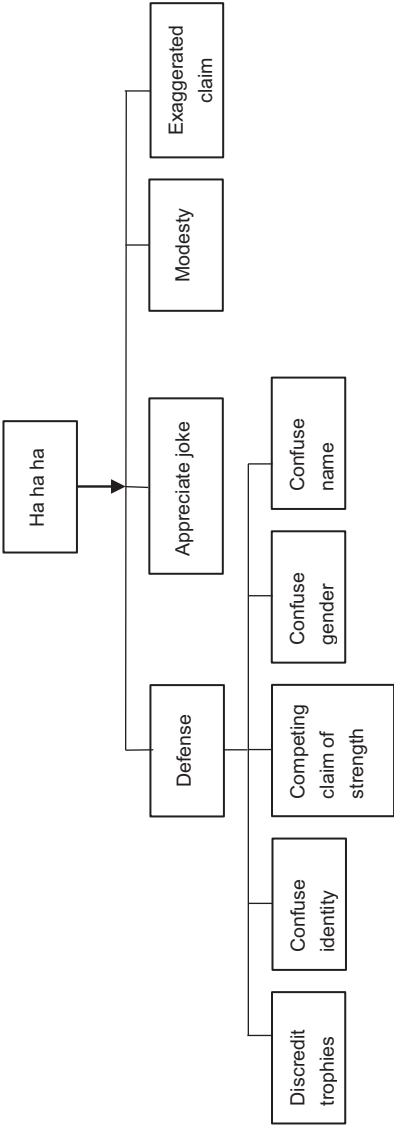 Ha ha ha
Defense
Appreciate joke
Modesty
Exaggerated
claim
Discredit
trophies
Confuse
identity
Competing
claim of
strength
Confuse
gender
Confuse
name